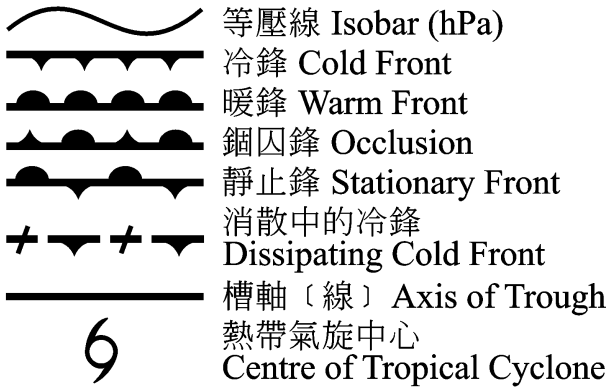 等壓線 Isobar (hPa)
冷鋒 Cold Front
暖鋒 Warm Front
錮囚鋒 Occlusion
靜止鋒 Stationary Front
消散中的冷鋒
Dissipating Cold Front
槽軸﹝線﹞ Axis of Trough
熱帶氣旋中心
Centre of Tropical Cyclone